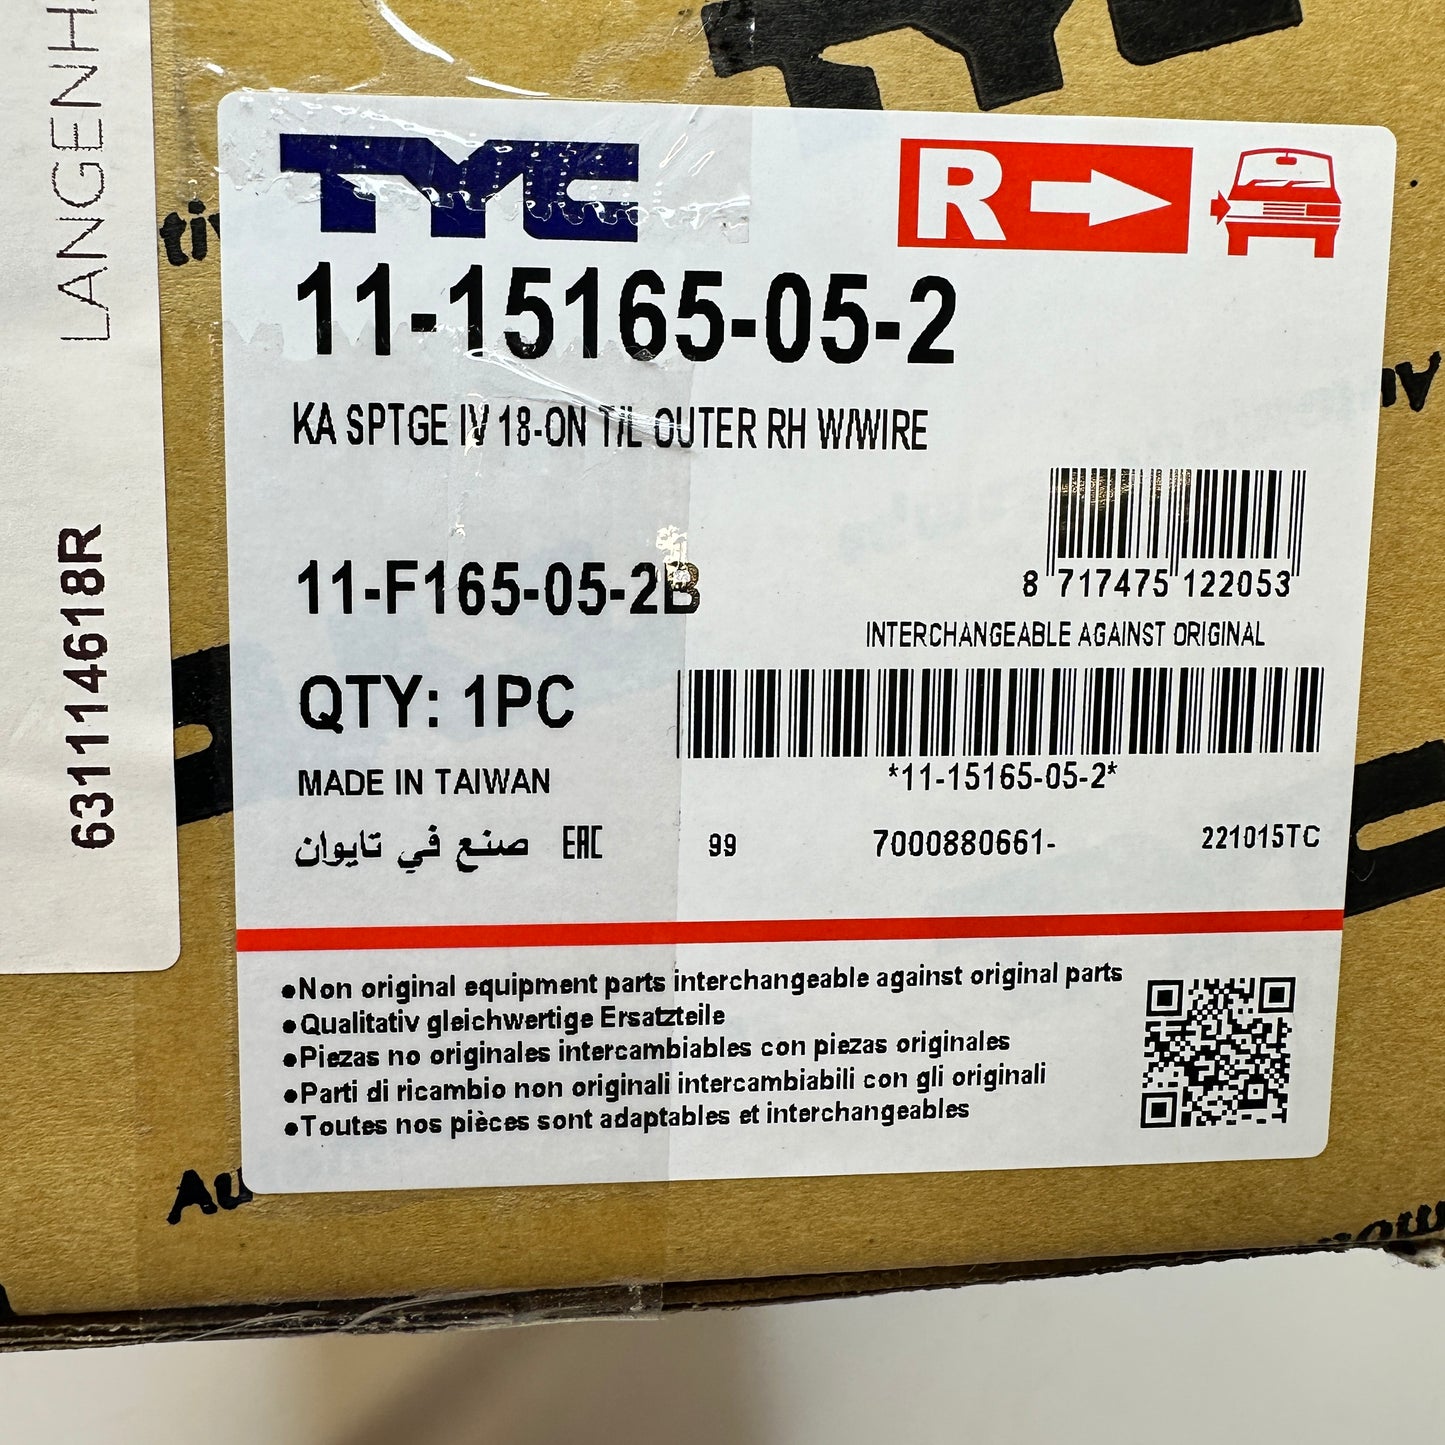 LANGENH
631114618R
TYC
R
11-15165-05-2
KA SPTGE IV 18-ON T/L OUTER RH W/WIRE
11-F165-05-2B
8 717475 122053
INTERCHANGEABLE AGAINST ORIGINAL
QTY: 1PC
*11-15165-05-2*
MADE IN TAIWAN
صنع في تايوان EAC 99 7000880661- 221015TC
●Non original equipment parts interchangeable against original parts
●Qualitativ gleichwertige Ersatzteile
●Piezas no originales intercambiables con piezas originales
●Parti di ricambio non originali intercambiabili con gli originali
●Toutes nos pièces sont adaptables et interchangeables
Au